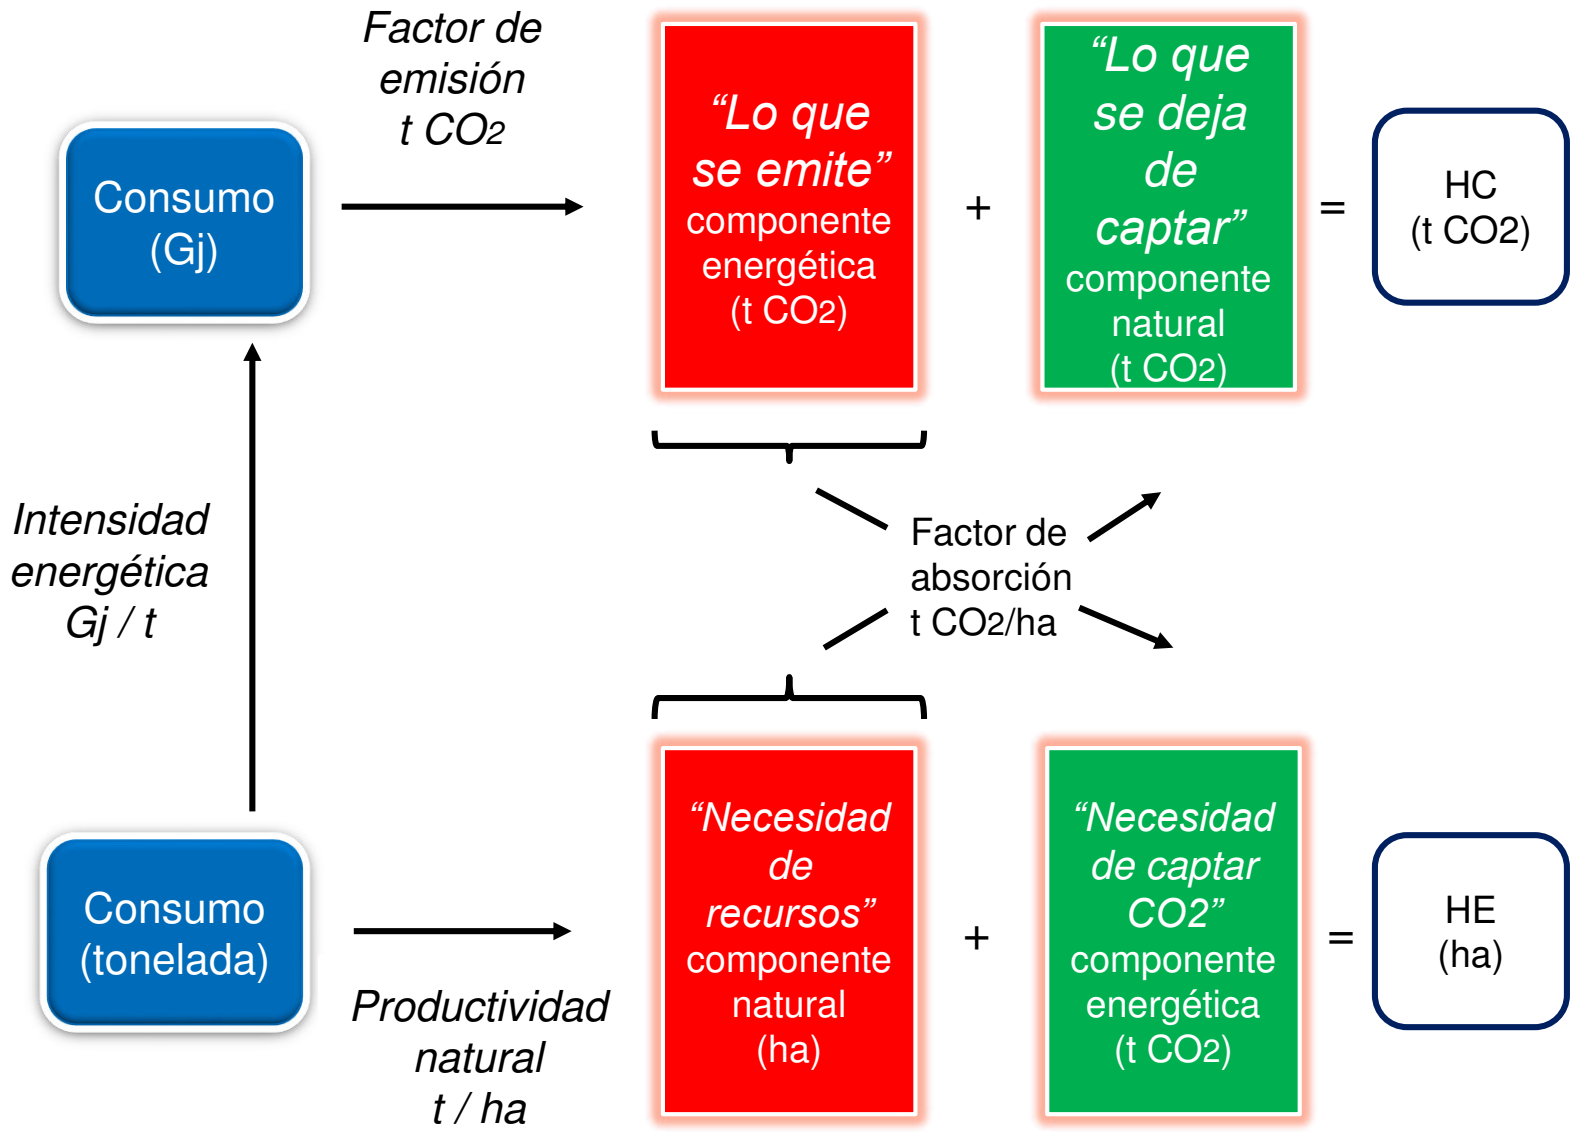 Factor de
emisión
t CO2
Consumo
(Gj)
“Lo que
se emite”
componente
energética
(t CO2)
+
“Lo que
se deja
de
captar”
componente
natural
(t CO2)
=
HC
(t CO2)
Intensidad
energética
Gj / t
Factor de
absorción
t CO2/ha
Consumo
(tonelada)
Productividad
natural
t / ha
“Necesidad
de
recursos”
componente
natural
(ha)
+
“Necesidad
de captar
CO2”
componente
energética
(t CO2)
=
HE
(ha)